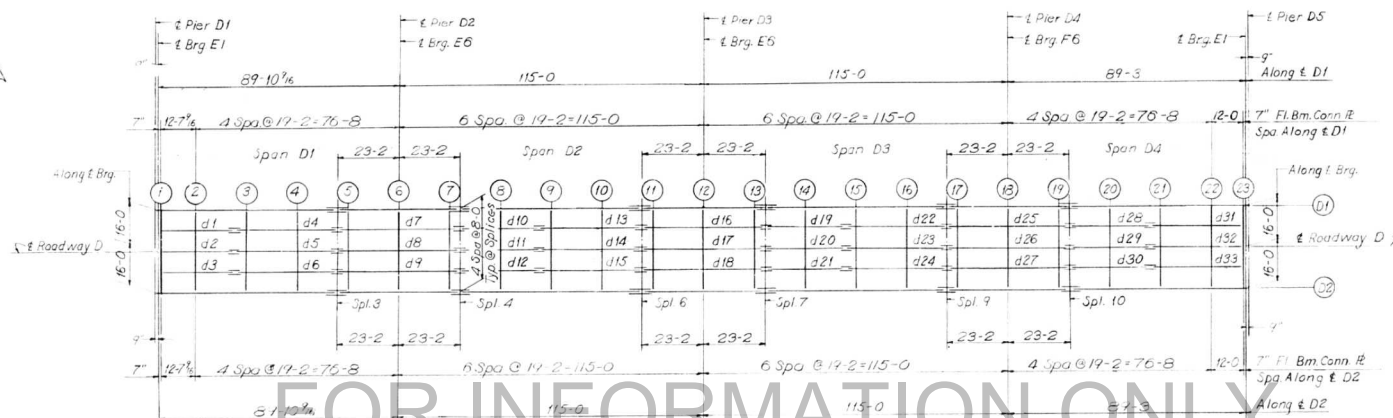 ℄ Pier D1
℄ Pier D2
℄ Pier D3
℄ Pier D4
℄ Pier D5
℄ Brg. E1
℄ Brg. E6
℄ Brg. E6
℄ Brg. F6
℄ Brg. E1
9"
89-10 9/16
115-0
115-0
89-3
Along ℄ D1
7"
12-7 9/16
4 Spa. @ 19-2=76-8
6 Spa. @ 19-2=115-0
6 Spa. @ 19-2=115-0
4 Spa @ 19-2=76-8
12-0
7" Fl. Bm. Conn. ℞
Spa. Along ℄ D1
Span D1
23-2
23-2
Span D2
23-2
23-2
Span D3
23-2
23-2
Span D4
Along ℄ Brg.
Along ℄ Brg.
1 2 3 4 5 6 7 8 9 10 11 12 13 14 15 16 17 18 19 20 21 22 23
D1
16-0
d1 d4 d7 d10 d13 d16 d19 d22 d25 d28 d31
16-0
℄ Roadway D
d2 d5 d8 d11 d14 d17 d20 d23 d26 d29 d32
℄ Roadway D
16-0
d3 d6 d9 d12 d15 d18 d21 d24 d27 d30 d33
16-0
4 Spa @ 8-0
Typ. @ Splices
D2
Spl. 3
Spl. 4
Spl. 6
Spl. 7
Spl. 9
Spl. 10
9"
23-2
23-2
23-2
23-2
23-2
23-2
9"
7"
12-7 9/16
4 Spa @ 19-2=76-8
6 Spa @ 19-2=115-0
6 Spa @ 19-2=115-0
4 Spa @ 19-2=76-8
12-0
7" Fl. Bm. Conn. ℞
Spa. Along ℄ D2
115-0
115-0
89-3
Along ℄ D2
FOR INFORMATION ONLY